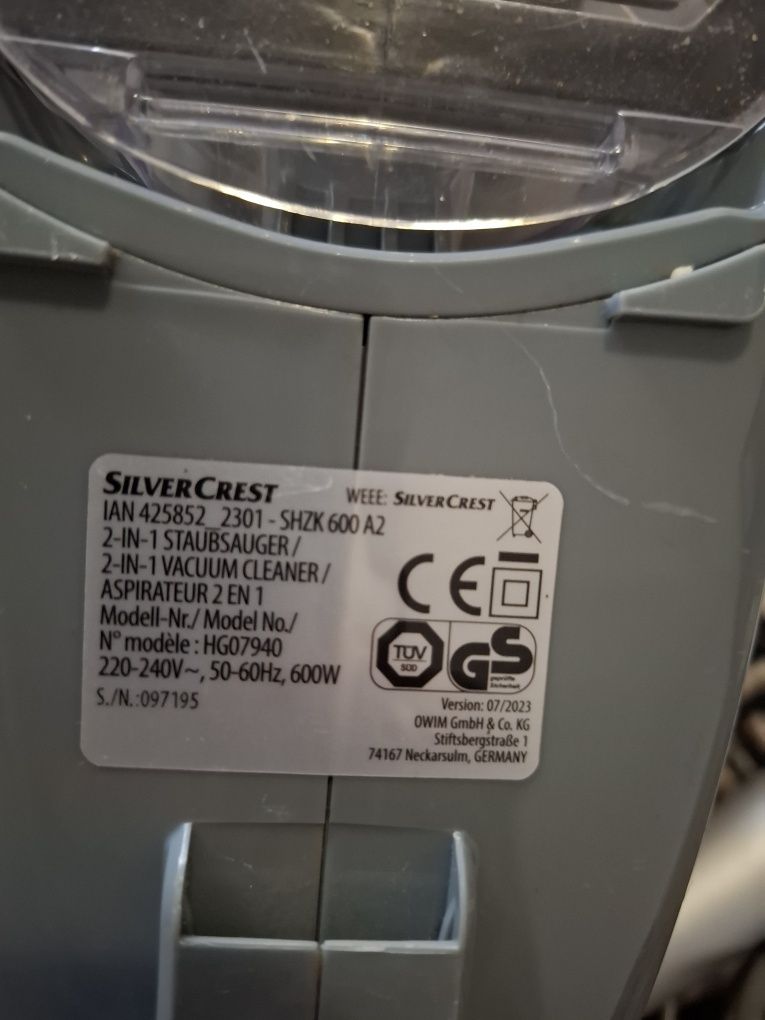 SILVERCREST
WEEE: SILVERCREST
IAN 425852_2301 - SHZK 600 A2
2-IN-1 STAUBSAUGER /
2-IN-1 VACUUM CLEANER /
ASPIRATEUR 2 EN 1
Modell-Nr./ Model No./
N° modèle : HG07940
220-240V~, 50-60Hz, 600W
S./N.:097195
CE
TÜV
SÜD
GS
geprüfte
Sicherheit
Version: 07/2023
OWIM GmbH & Co. KG
Stiftsbergstraße 1
74167 Neckarsulm, GERMANY